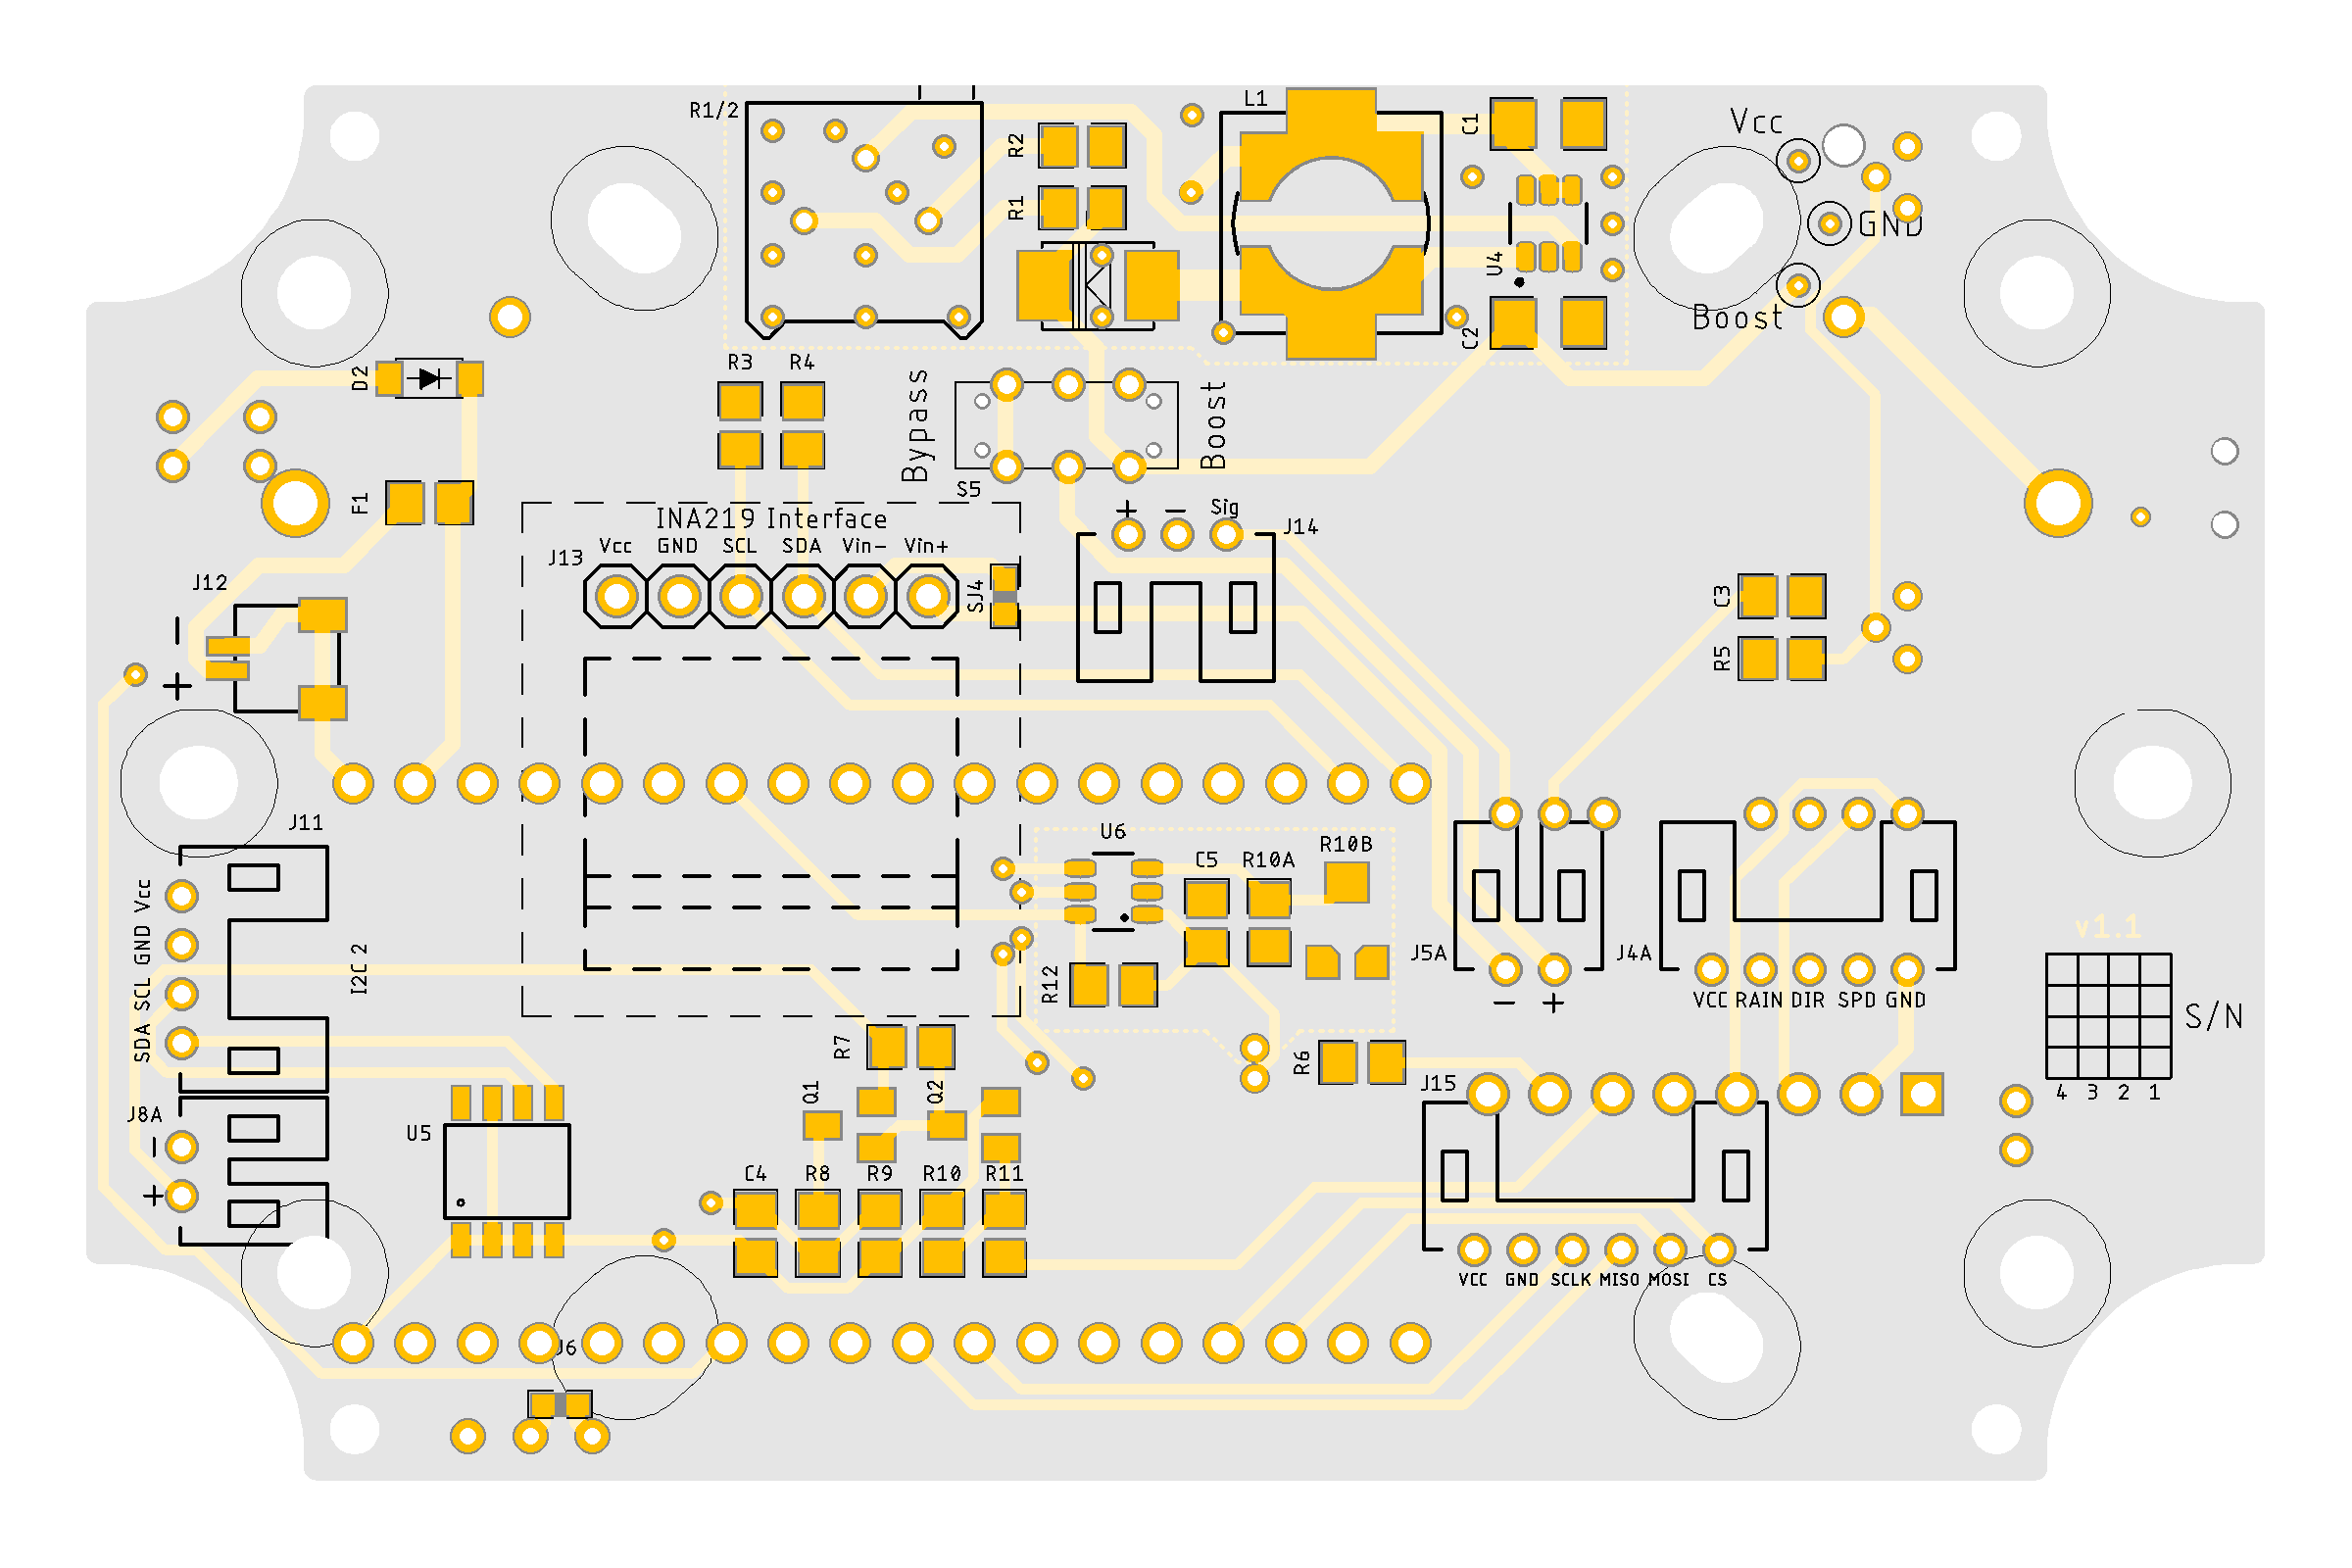 L1
R1/2
C1
Vcc
R2
R1
GND
U4
Boost
C2
R3
R4
D2
Bypass
Boost
S5
F1
+ − Sig
J14
INA219 Interface
J13
Vcc GND SCL SDA Vin- Vin+
SJ4
J12
−
+
C3
R5
J11
U6
R10B
C5
R10A
Vcc
GND
SCL
SDA
I2C 2
v1.1
J5A
J4A
R12
− +
VCC RAIN DIR SPD GND
S/N
R7
R6
J15
4 3 2 1
Q1
Q2
J8A
−
+
U5
C4 R8 R9 R10 R11
VCC GND SCLK MISO MOSI CS
J6